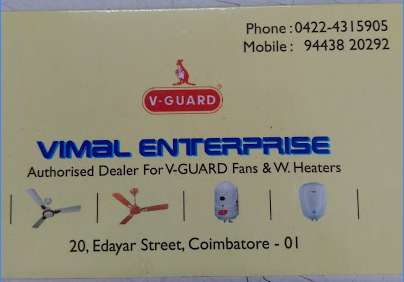 Phone : 0422-4315905
Mobile : 94438 20292
V-GUARD
VIMAL ENTERPRISE
Authorised Dealer For V-GUARD Fans & W. Heaters
20, Edayar Street, Coimbatore - 01